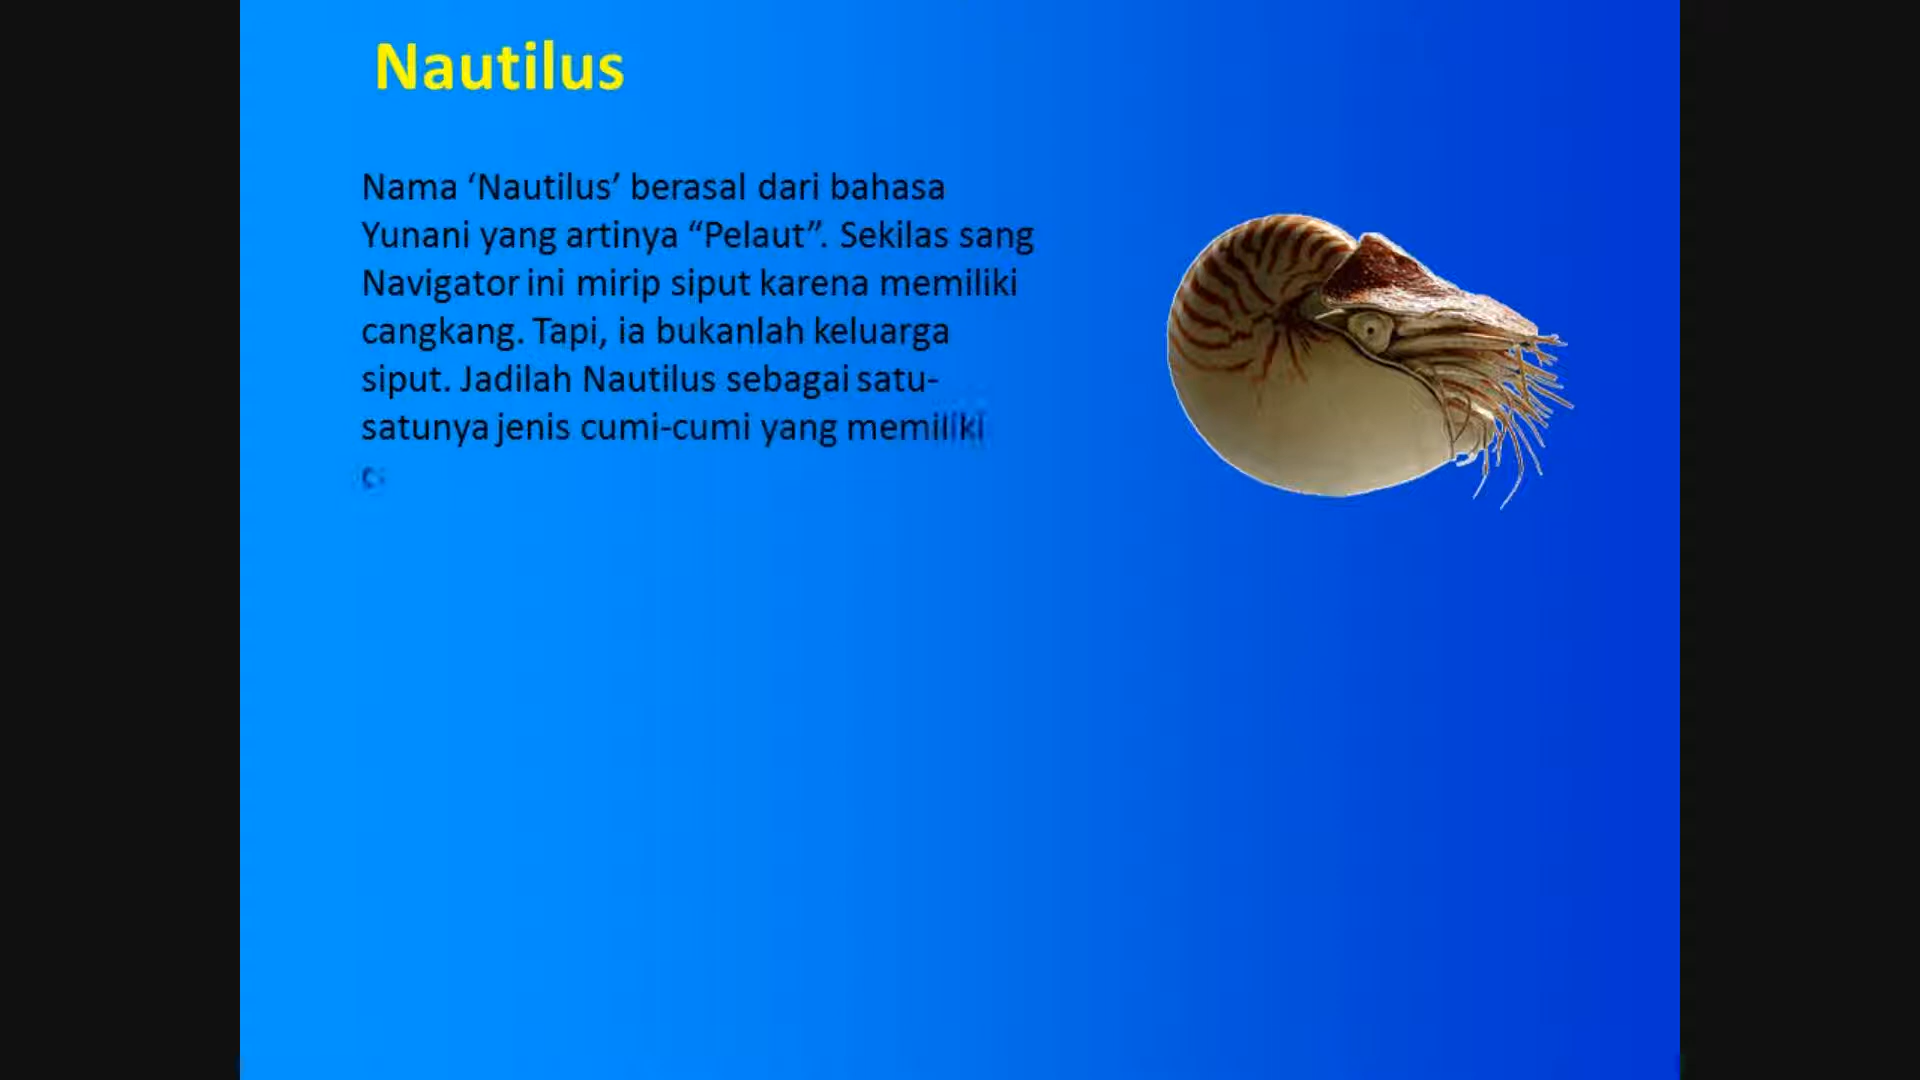 Nautilus
Nama ‘Nautilus’ berasal dari bahasa
Yunani yang artinya “Pelaut”. Sekilas sang
Navigator ini mirip siput karena memiliki
cangkang. Tapi, ia bukanlah keluarga
siput. Jadilah Nautilus sebagai satu-
satunya jenis cumi-cumi yang memiliki